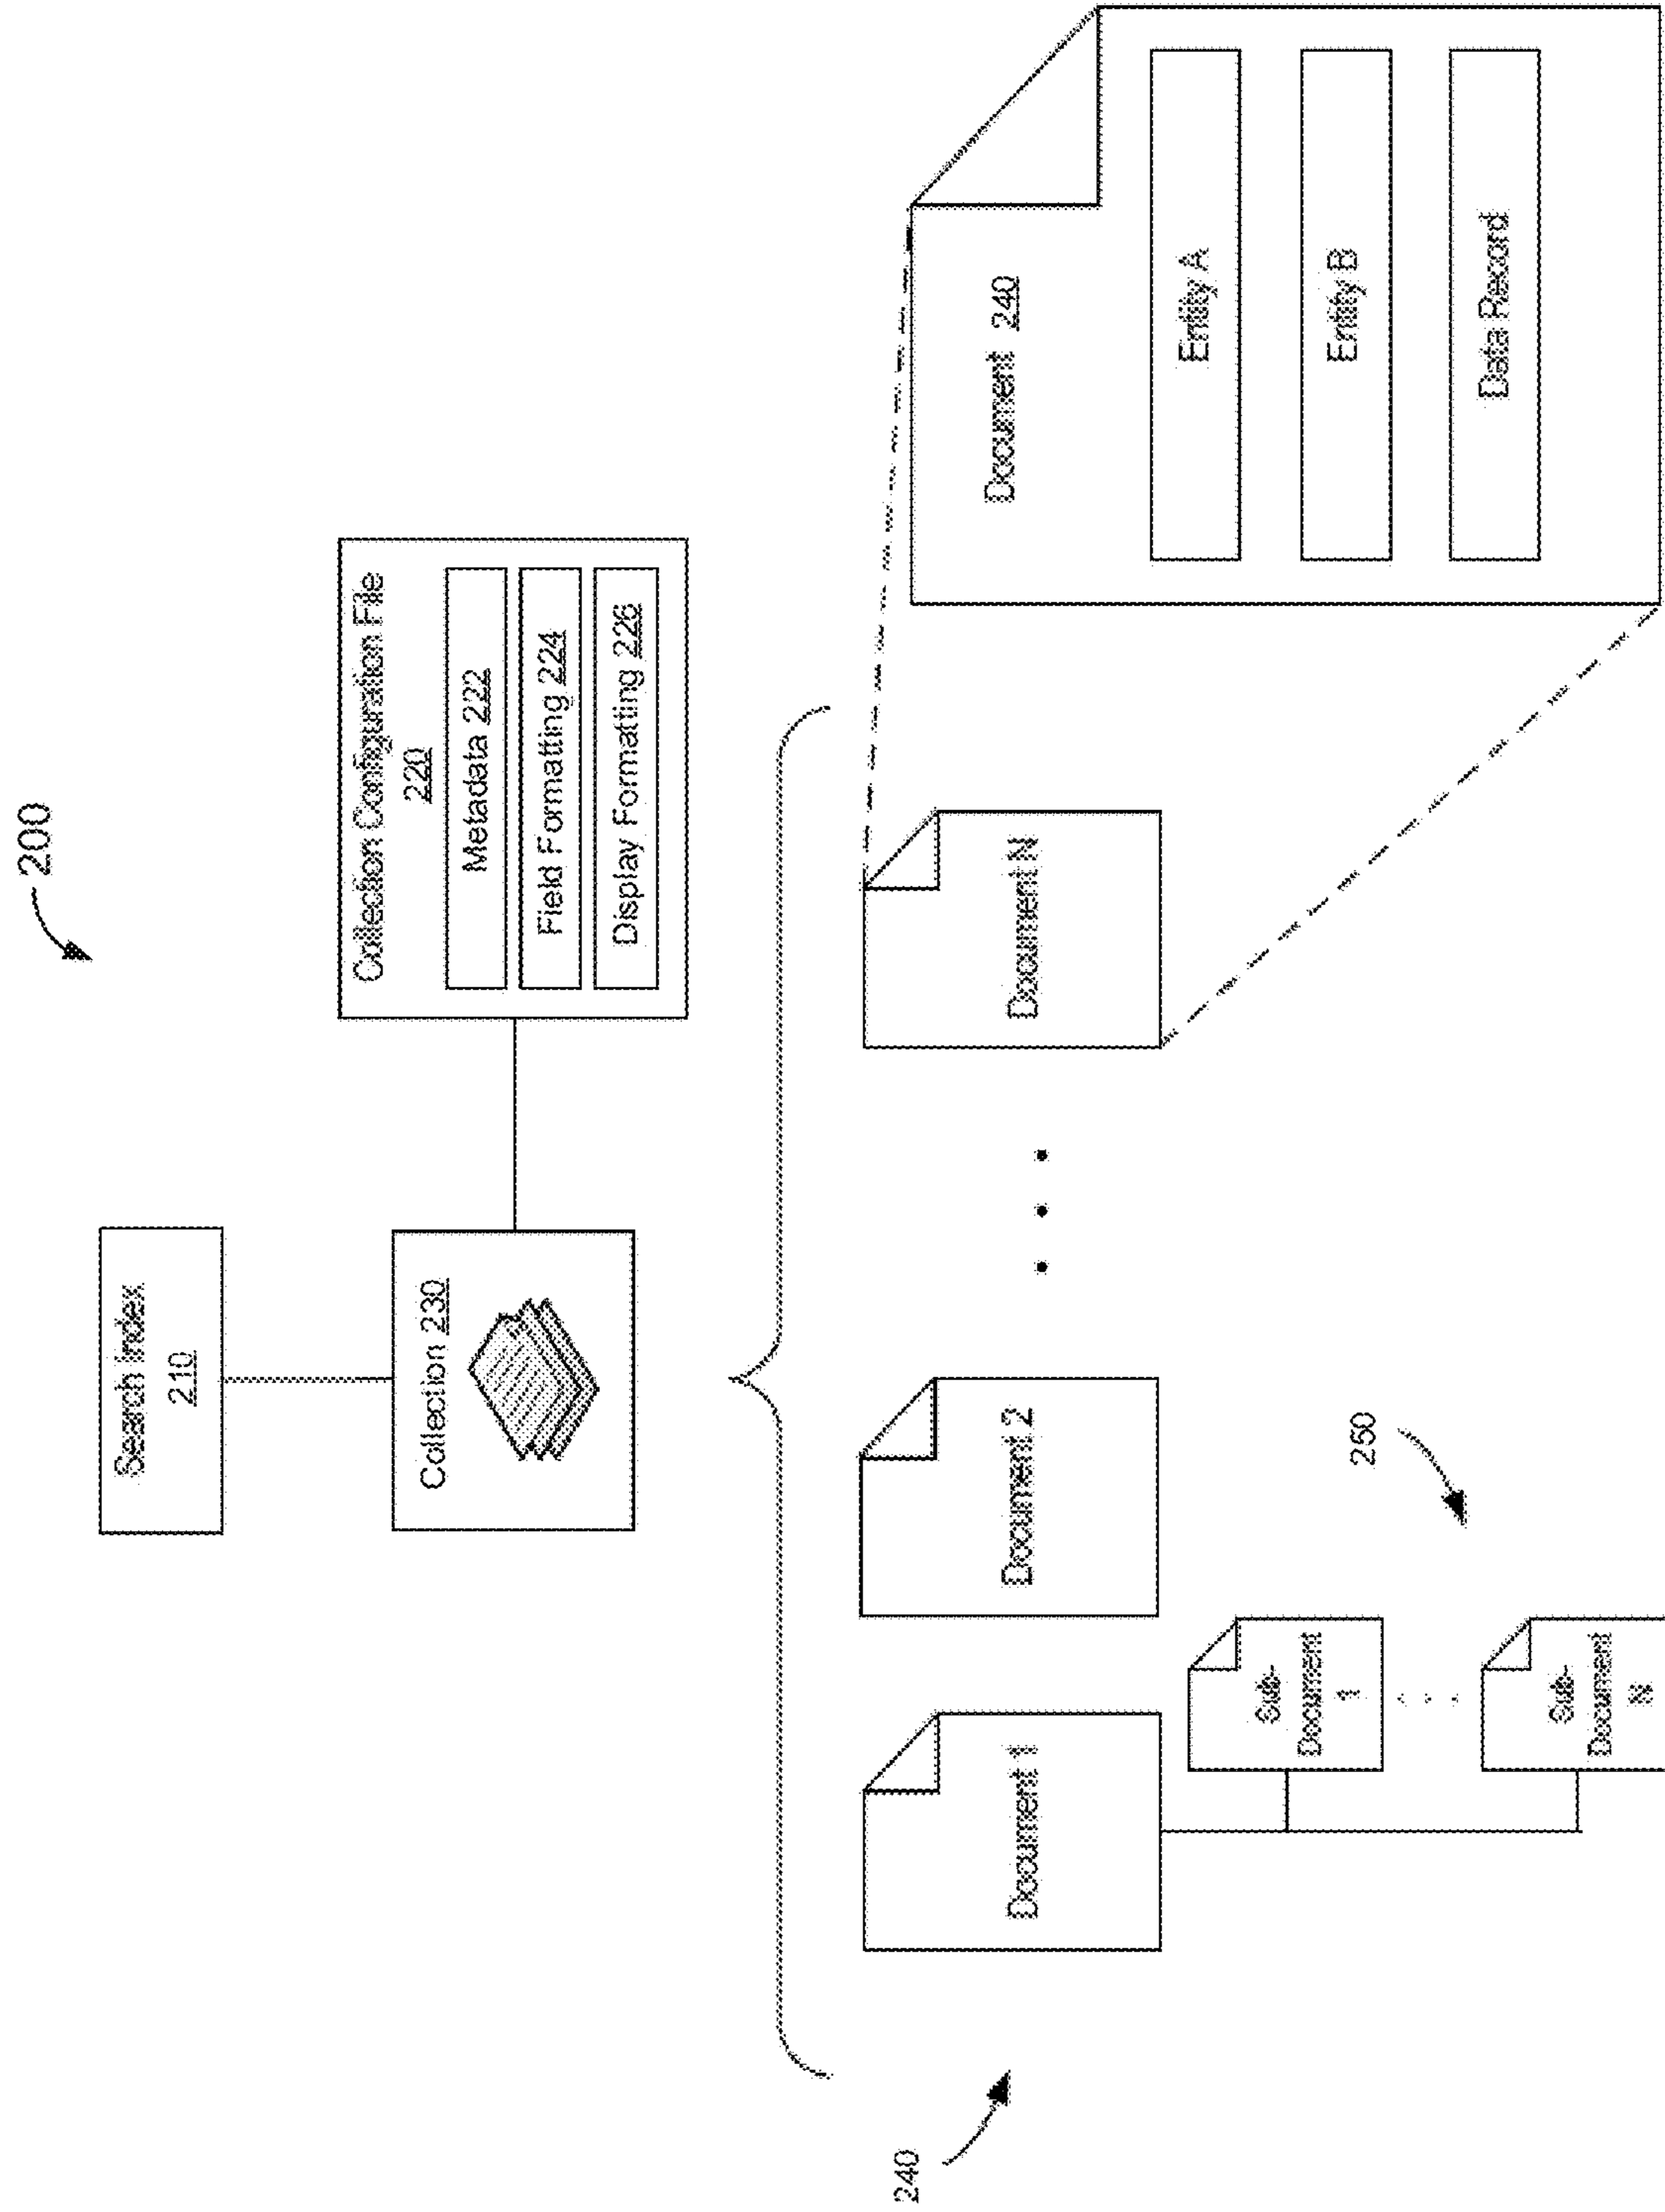 200
Search Index
210
Collection 230
Collection Configuration File
220
Metadata 222
Field Formatting 224
Display Formatting 226
240
Document 1
Document 2
Document N
Document 240
Entity A
Entity B
Data Record
250
Sub-
Document
1
Sub-
Document
N